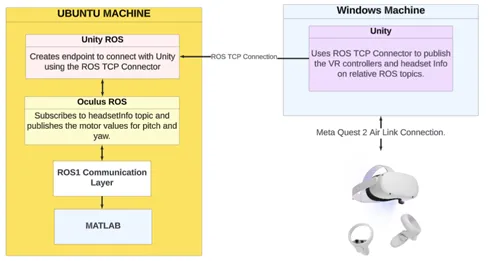 UBUNTU MACHINE
Unity ROS
Creates endpoint to connect with Unity
using the ROS TCP Connector
Oculus ROS
Subscribes to headsetInfo topic and
publishes the motor values for pitch and
yaw.
ROS1 Communication
Layer
MATLAB
ROS TCP Connection
Windows Machine
Unity
Uses ROS TCP Connector to publish
the VR controllers and headset Info
on relative ROS topics.
Meta Quest 2 Air Link Connection.